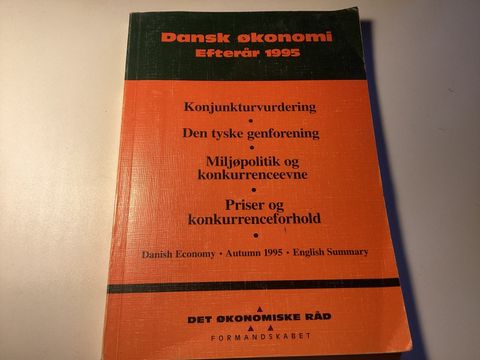 Dansk økonomi
Efterår 1995
Konjunkturvurdering
•
Den tyske genforening
•
Miljøpolitik og
konkurrenceevne
•
Priser og
konkurrenceforhold
•
Danish Economy • Autumn 1995 • English Summary
DET ØKONOMISKE RÅD
FORMANDSKABET